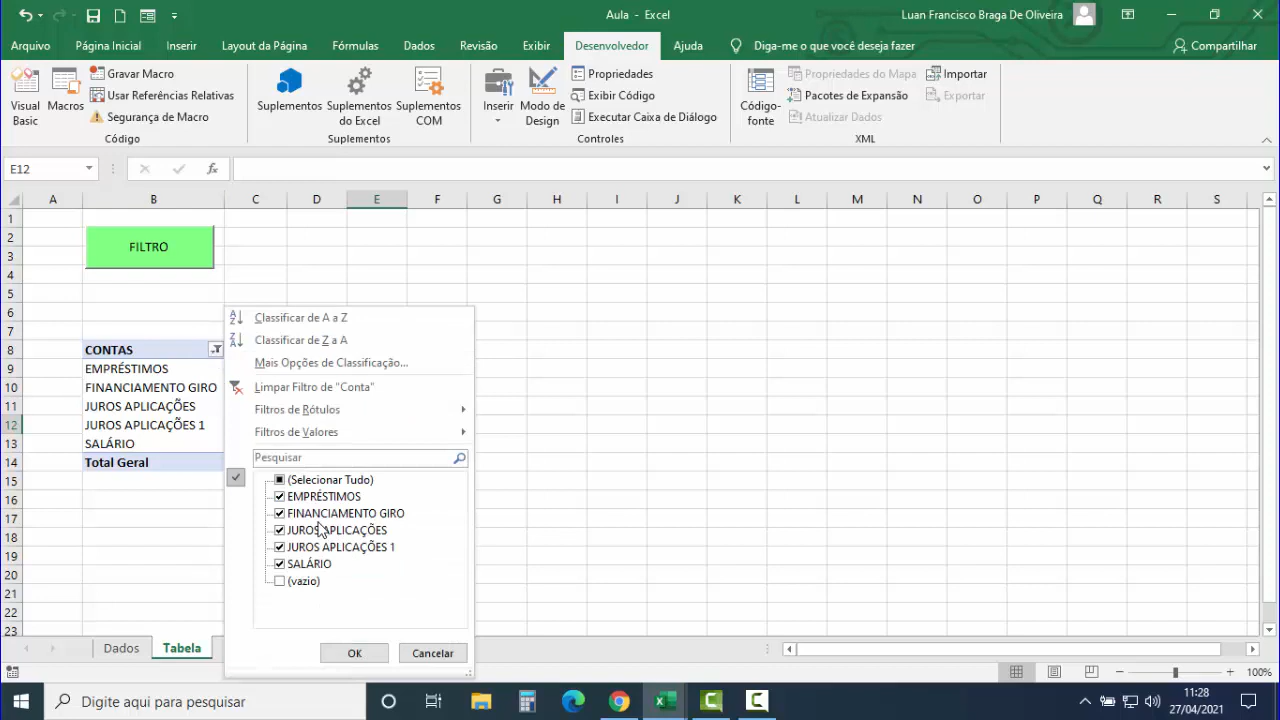 Aula - Excel
Luan Francisco Braga De Oliveira
Arquivo Página Inicial Inserir Layout da Página Fórmulas Dados Revisão Exibir Desenvolvedor Ajuda Diga-me o que você deseja fazer Compartilhar
Visual Basic
Macros
Gravar Macro
Usar Referências Relativas
Segurança de Macro
Código
Suplementos
Suplementos do Excel
Suplementos COM
Suplementos
Inserir
Modo de Design
Propriedades
Exibir Código
Executar Caixa de Diálogo
Controles
Código-fonte
Propriedades do Mapa
Pacotes de Expansão
Atualizar Dados
Importar
Exportar
XML
E12
fx
A B C D E F G H I J K L M N O P Q R S
1
2
FILTRO
3
4
5
6
7
8 CONTAS
9 EMPRÉSTIMOS
10 FINANCIAMENTO GIRO
11 JUROS APLICAÇÕES
12 JUROS APLICAÇÕES 1
13 SALÁRIO
14 Total Geral
15
16
17
18
19
20
21
22
23
Classificar de A a Z
Classificar de Z a A
Mais Opções de Classificação...
Limpar Filtro de "Conta"
Filtros de Rótulos
Filtros de Valores
Pesquisar
(Selecionar Tudo)
EMPRÉSTIMOS
FINANCIAMENTO GIRO
JUROS APLICAÇÕES
JUROS APLICAÇÕES 1
SALÁRIO
(vazio)
OK Cancelar
Dados Tabela
100%
Digite aqui para pesquisar
11:28
27/04/2021